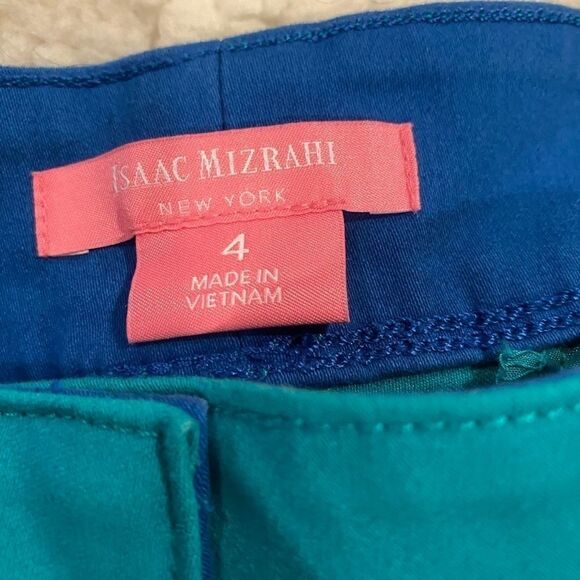 ISAAC MIZRAHI
NEW YORK
4
MADE IN
VIETNAM